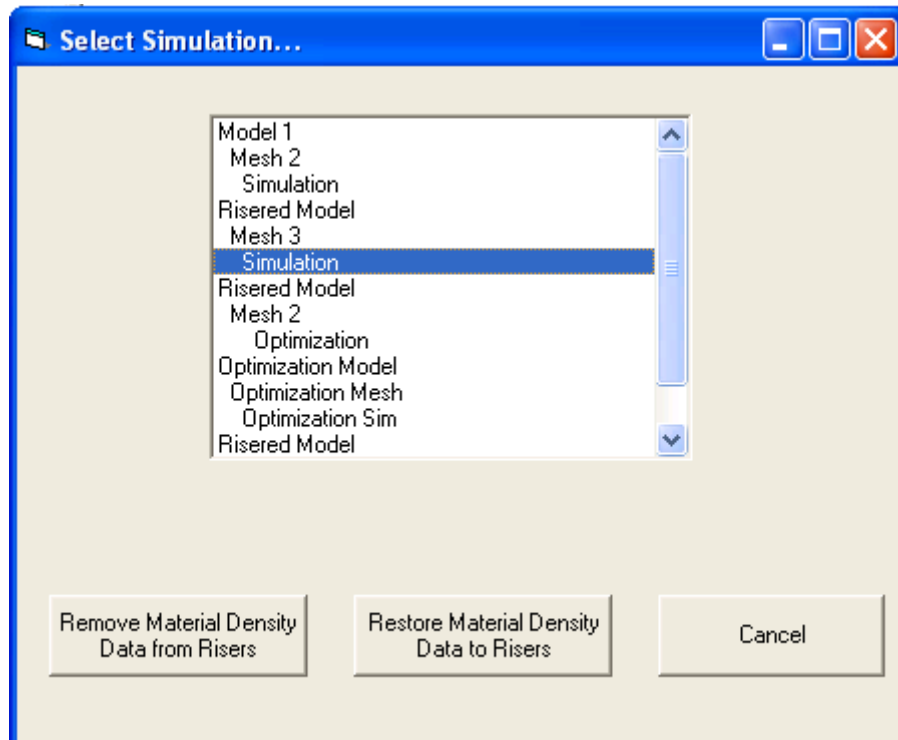 Select Simulation...
Model 1
Mesh 2
Simulation
Risered Model
Mesh 3
Simulation
Risered Model
Mesh 2
Optimization
Optimization Model
Optimization Mesh
Optimization Sim
Risered Model
Remove Material Density
Data from Risers
Restore Material Density
Data to Risers
Cancel